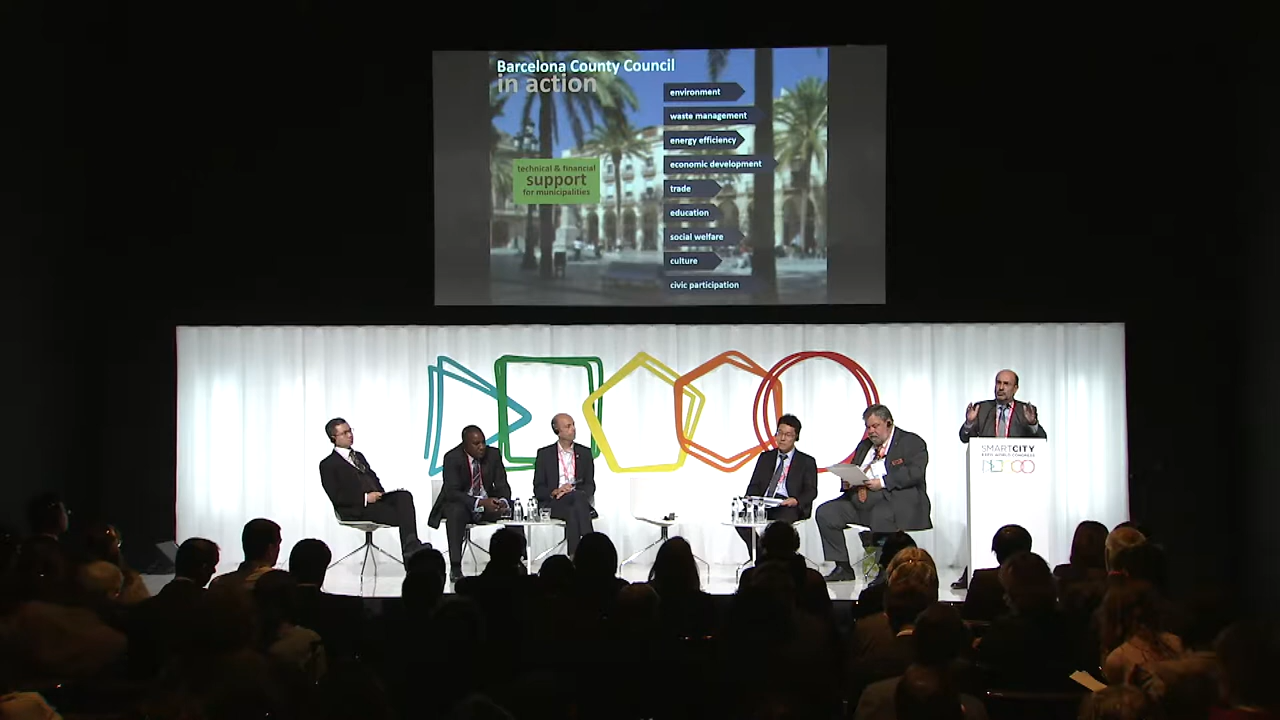 Barcelona County Council
in action
environment
waste management
energy efficiency
economic development
trade
education
social welfare
culture
civic participation
technical & financial
support
for municipalities
SMARTCITY
EXPO WORLD CONGRESS